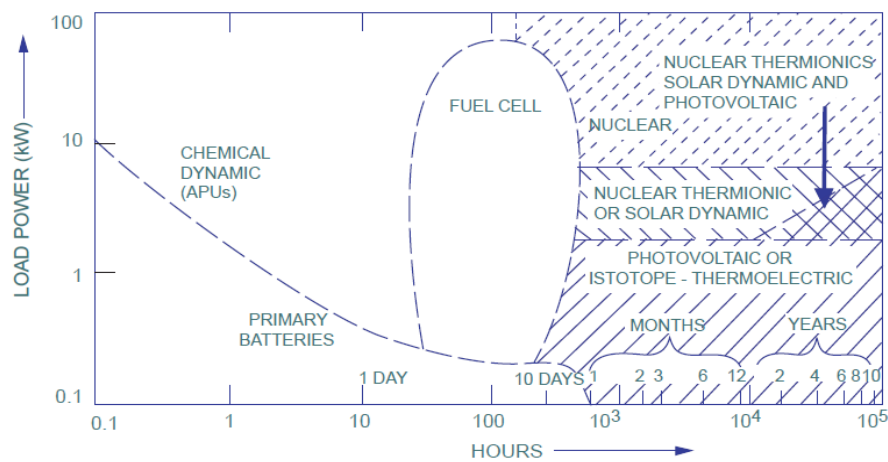 100
10
1
0.1
LOAD POWER (kW)
CHEMICAL
DYNAMIC
(APUs)
FUEL CELL
NUCLEAR THERMIONICS
SOLAR DYNAMIC AND
PHOTOVOLTAIC
NUCLEAR
NUCLEAR THERMIONIC
OR SOLAR DYNAMIC
PHOTOVOLTAIC OR
ISTOTOPE - THERMOELECTRIC
PRIMARY
BATTERIES
MONTHS
YEARS
1 DAY
10 DAYS
1 2 3 6 12
2 4 6 8 10
0.1 1 10 100 10³ 10⁴ 10⁵
HOURS